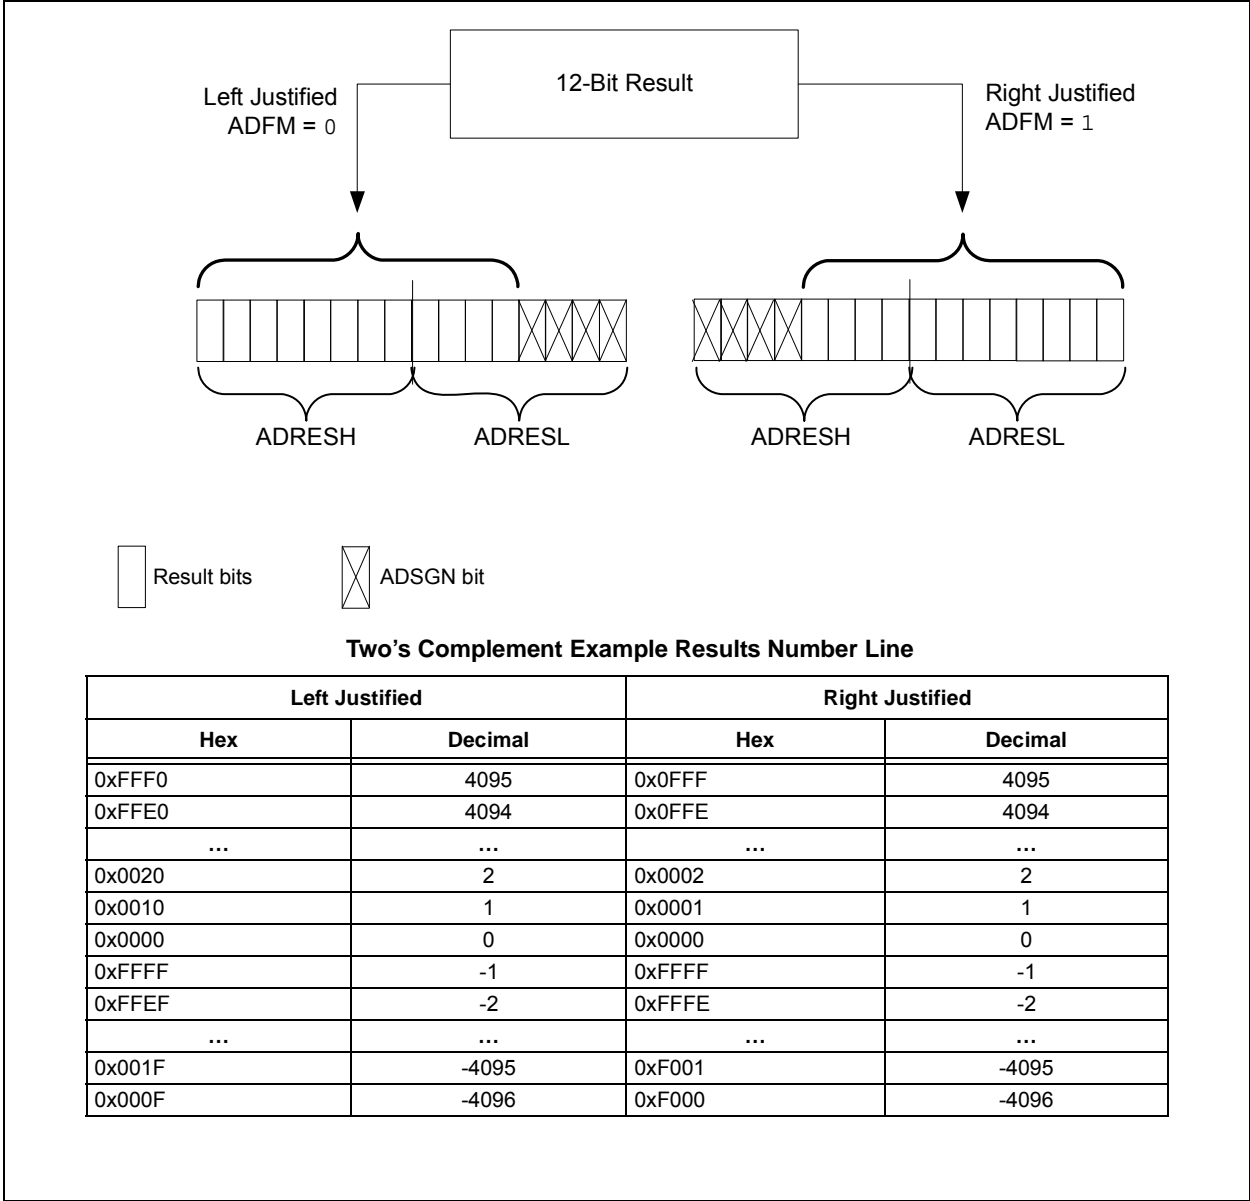 12-Bit Result
Left Justified
ADFM = 0
Right Justified
ADFM = 1
ADRESH ADRESL ADRESH ADRESL
Result bits ADSGN bit
Two’s Complement Example Results Number Line
Left Justified Right Justified
Hex Decimal Hex Decimal
0xFFF0 4095 0x0FFF 4095
0xFFE0 4094 0x0FFE 4094
… … … …
0x0020 2 0x0002 2
0x0010 1 0x0001 1
0x0000 0 0x0000 0
0xFFFF -1 0xFFFF -1
0xFFEF -2 0xFFFE -2
… … … …
0x001F -4095 0xF001 -4095
0x000F -4096 0xF000 -4096